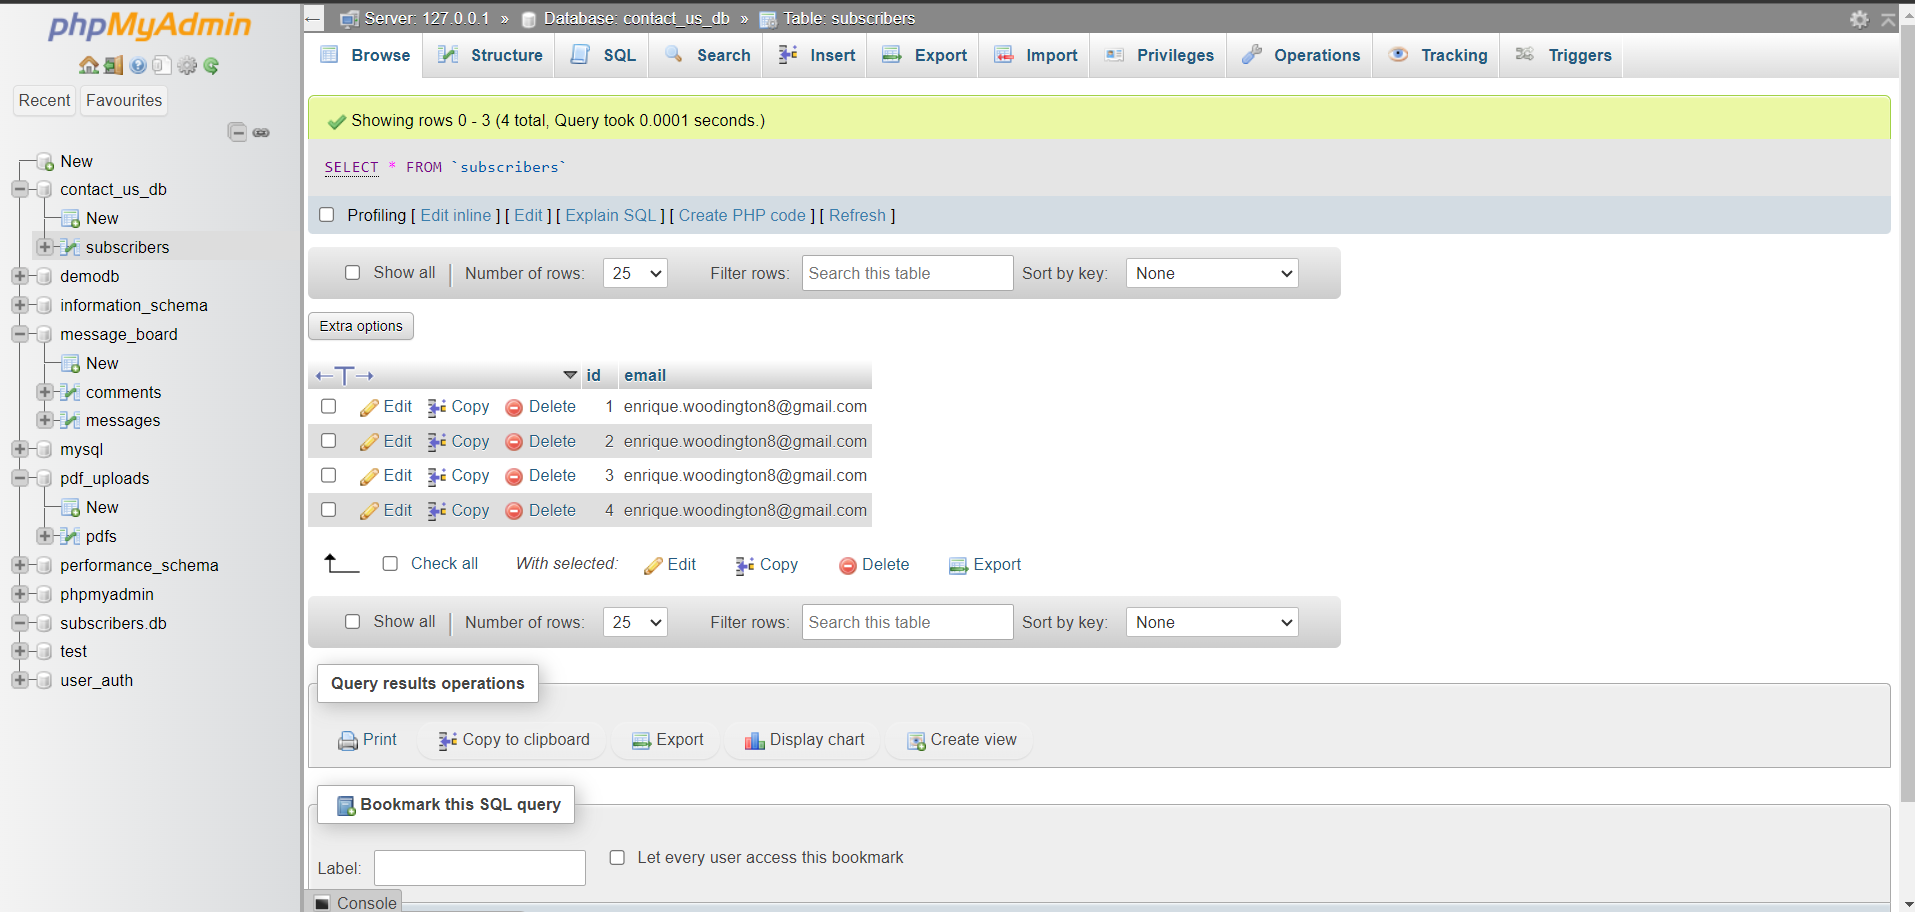 phpMyAdmin
Recent Favourites
New
contact_us_db
New
subscribers
demodb
information_schema
message_board
New
comments
messages
mysql
pdf_uploads
New
pdfs
performance_schema
phpmyadmin
subscribers.db
test
user_auth
Server: 127.0.0.1 » Database: contact_us_db » Table: subscribers
Browse Structure SQL Search Insert Export Import Privileges Operations Tracking Triggers
Showing rows 0 - 3 (4 total, Query took 0.0001 seconds.)
SELECT * FROM `subscribers`
Profiling [ Edit inline ] [ Edit ] [ Explain SQL ] [ Create PHP code ] [ Refresh ]
Show all | Number of rows: 25 Filter rows: Search this table Sort by key: None
Extra options
←T→ id email
Edit Copy Delete 1 enrique.woodington8@gmail.com
Edit Copy Delete 2 enrique.woodington8@gmail.com
Edit Copy Delete 3 enrique.woodington8@gmail.com
Edit Copy Delete 4 enrique.woodington8@gmail.com
Check all With selected: Edit Copy Delete Export
Show all | Number of rows: 25 Filter rows: Search this table Sort by key: None
Query results operations
Print Copy to clipboard Export Display chart Create view
Bookmark this SQL query
Label: Let every user access this bookmark
Console